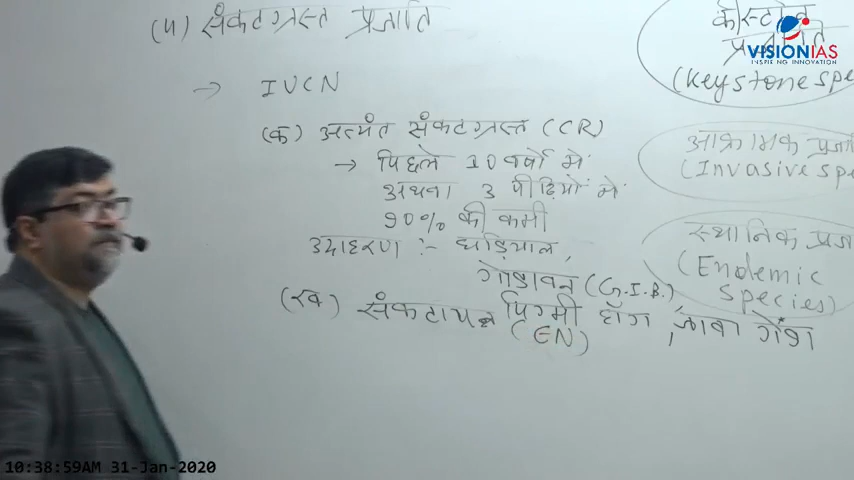 (५) संकटग्रस्त प्रजाति
→ IUCN
(क) अत्यंत संकटग्रस्त (CR)
→ पिछले 10 वर्षों में
अथवा 3 पीढ़ियों में
90% की कमी
उदाहरण :- घड़ियाल,
गोडावन (G.I.B.),
पिग्मी हॉग, जावा गेंडा
(ख) संकटापन्न
(EN)
कीस्टोन
प्रजाति
(Keystone spe
आक्रामक प्रजा
(Invasive spe
स्थानिक प्रजा
(Endemic
species)
VISIONIAS
INSPIRING INNOVATION
10:38:59AM 31-Jan-2020